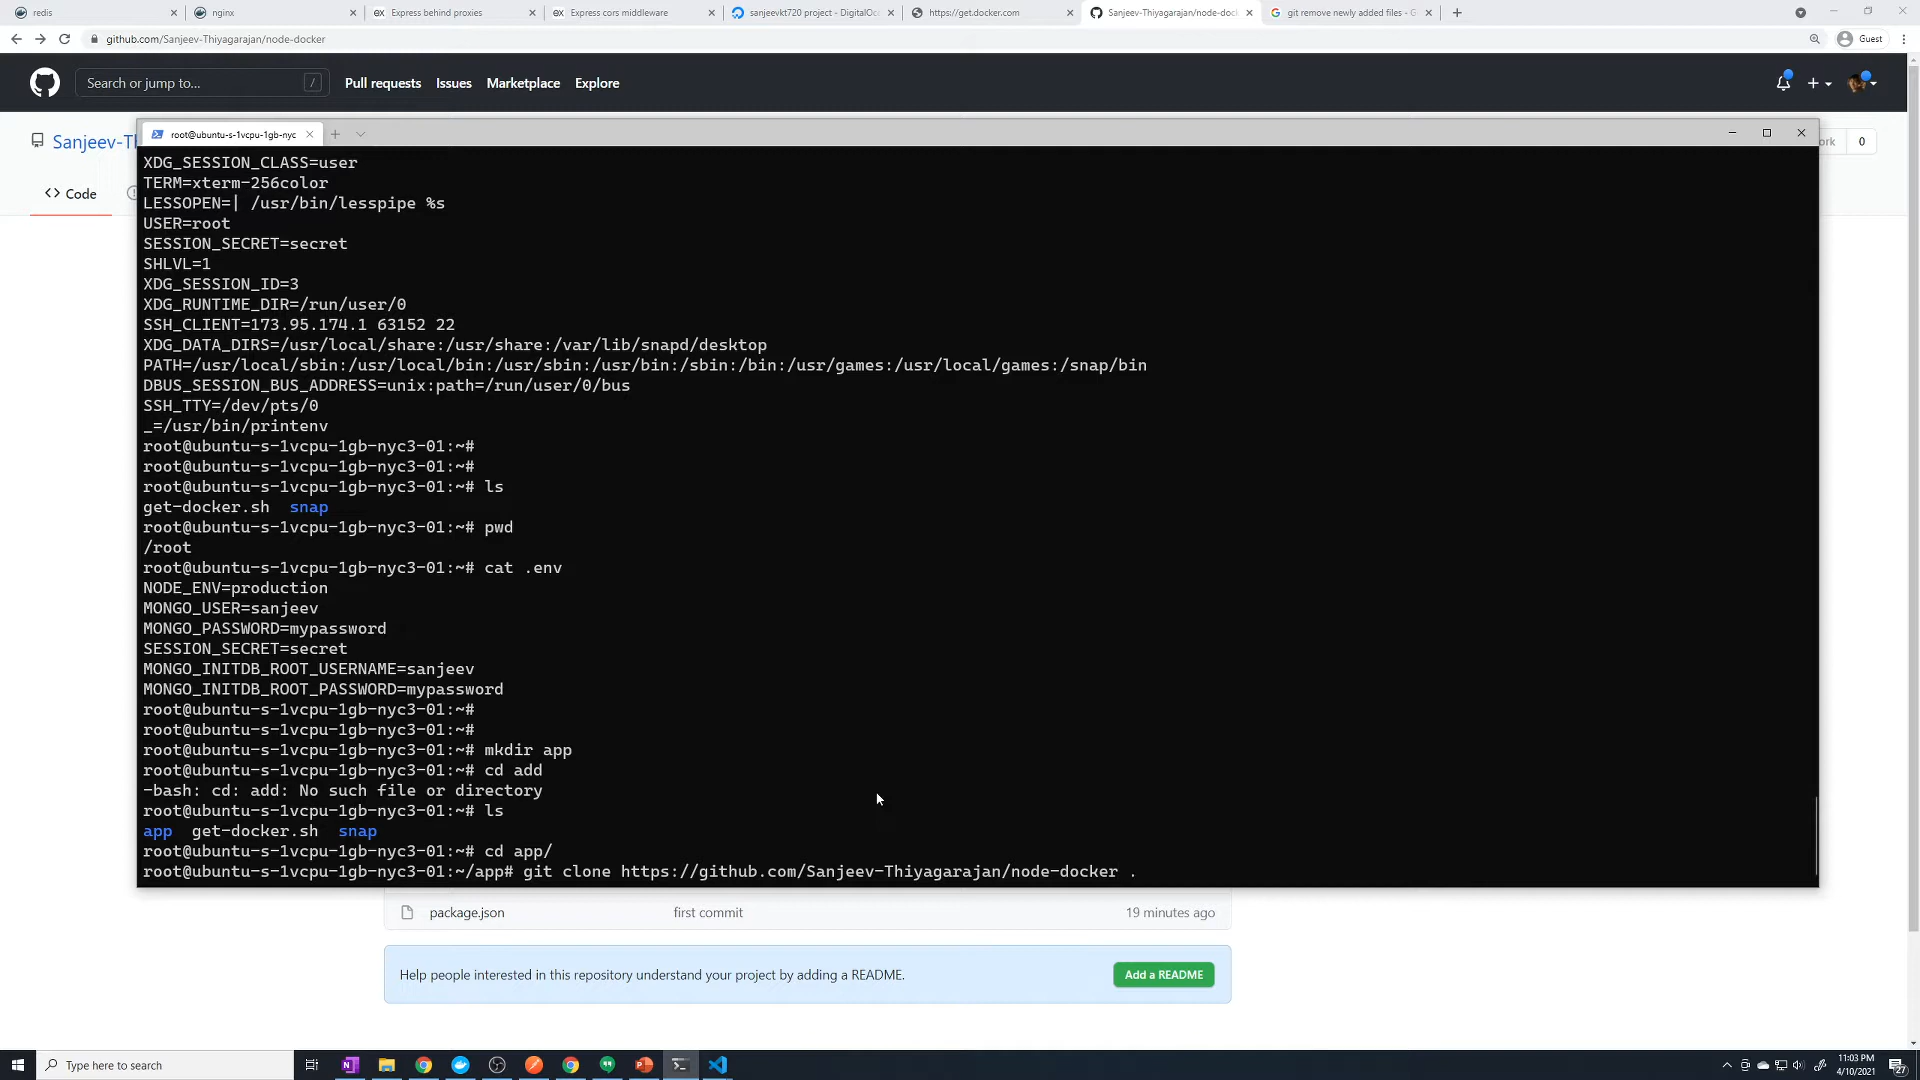 redis
nginx
Express behind proxies
Express cors middleware
sanjeevkt720 project - DigitalOc
https://get.docker.com
Sanjeev-Thiyagarajan/node-doc
git remove newly added files - G
github.com/Sanjeev-Thiyagarajan/node-docker
Guest
Search or jump to...
/
Pull requests
Issues
Marketplace
Explore
Sanjeev-Tl
ork
0
Code
root@ubuntu-s-1vcpu-1gb-nyc
XDG_SESSION_CLASS=user
TERM=xterm-256color
LESSOPEN=| /usr/bin/lesspipe %s
USER=root
SESSION_SECRET=secret
SHLVL=1
XDG_SESSION_ID=3
XDG_RUNTIME_DIR=/run/user/0
SSH_CLIENT=173.95.174.1 63152 22
XDG_DATA_DIRS=/usr/local/share:/usr/share:/var/lib/snapd/desktop
PATH=/usr/local/sbin:/usr/local/bin:/usr/sbin:/usr/bin:/sbin:/bin:/usr/games:/usr/local/games:/snap/bin
DBUS_SESSION_BUS_ADDRESS=unix:path=/run/user/0/bus
SSH_TTY=/dev/pts/0
_=/usr/bin/printenv
root@ubuntu-s-1vcpu-1gb-nyc3-01:~#
root@ubuntu-s-1vcpu-1gb-nyc3-01:~#
root@ubuntu-s-1vcpu-1gb-nyc3-01:~# ls
get-docker.sh  snap
root@ubuntu-s-1vcpu-1gb-nyc3-01:~# pwd
/root
root@ubuntu-s-1vcpu-1gb-nyc3-01:~# cat .env
NODE_ENV=production
MONGO_USER=sanjeev
MONGO_PASSWORD=mypassword
SESSION_SECRET=secret
MONGO_INITDB_ROOT_USERNAME=sanjeev
MONGO_INITDB_ROOT_PASSWORD=mypassword
root@ubuntu-s-1vcpu-1gb-nyc3-01:~#
root@ubuntu-s-1vcpu-1gb-nyc3-01:~#
root@ubuntu-s-1vcpu-1gb-nyc3-01:~# mkdir app
root@ubuntu-s-1vcpu-1gb-nyc3-01:~# cd add
-bash: cd: add: No such file or directory
root@ubuntu-s-1vcpu-1gb-nyc3-01:~# ls
app  get-docker.sh  snap
root@ubuntu-s-1vcpu-1gb-nyc3-01:~# cd app/
root@ubuntu-s-1vcpu-1gb-nyc3-01:~/app# git clone https://github.com/Sanjeev-Thiyagarajan/node-docker .
package.json
first commit
19 minutes ago
Help people interested in this repository understand your project by adding a README.
Add a README
Type here to search
11:03 PM
4/10/2021
27